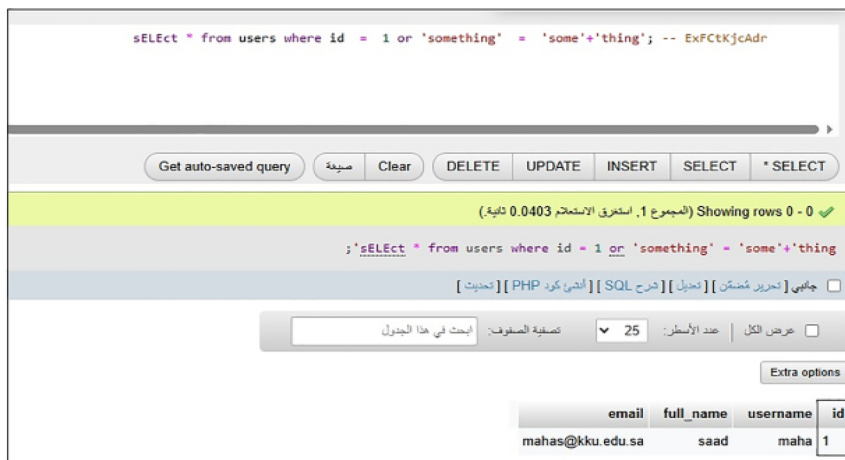 sELEct * from users where id = 1 or 'something' = 'some'+'thing'; -- ExFCtKjcAdr
Get auto-saved query صيغة Clear DELETE UPDATE INSERT SELECT SELECT *
Showing rows 0 - 0 (المجموع 1, استغرق الاستعلام 0.0403 ثانية.)
sELEct * from users where id = 1 or 'something' = 'some'+'thing';
جانبي [ تحرير مُضمّن ] [ تعديل ] [ شرح SQL ] [ أنشئ كود PHP ] [ تحديث ]
عرض الكل | عدد الأسطر: 25 تصفية الصفوف: ابحث في هذا الجدول
Extra options
email full_name username id
mahas@kku.edu.sa saad maha 1